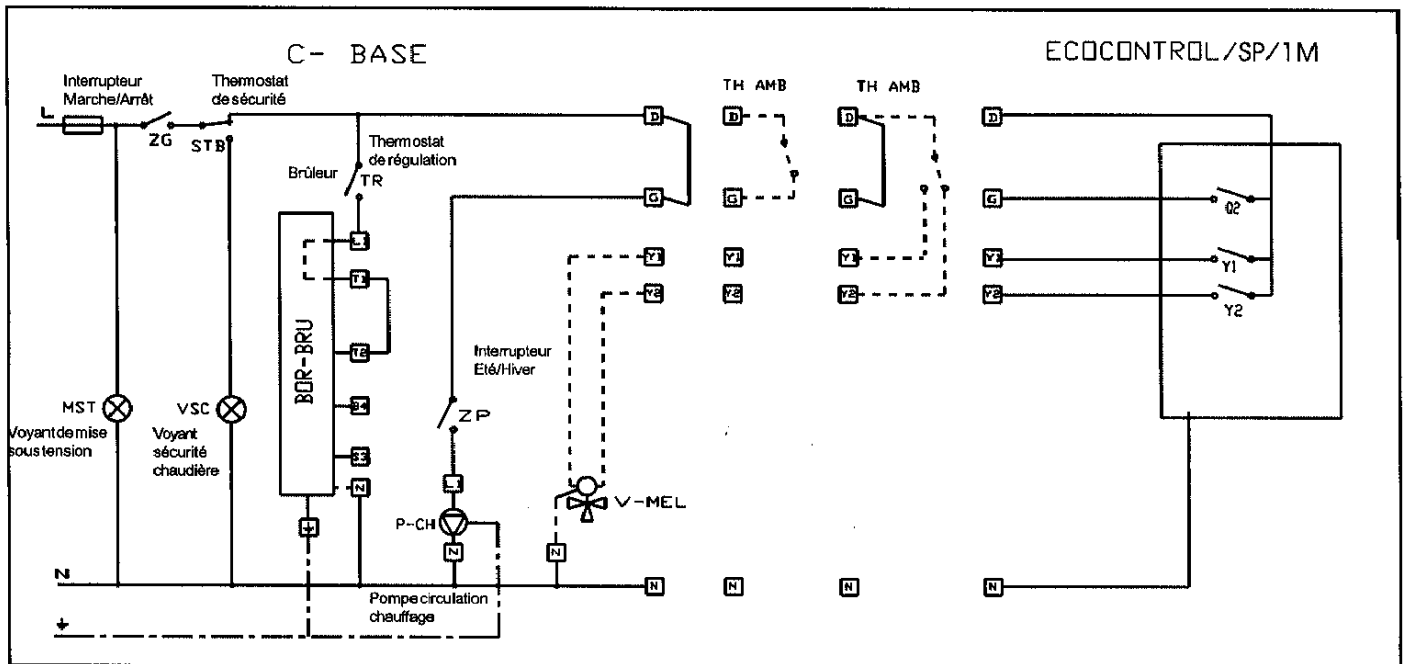 C- BASE
ECOCONTROL/SP/1M
Interrupteur
Marche/Arrêt
Thermostat
de sécurité
TH AMB
TH AMB
L
ZG
STB
D
D
D
D
Thermostat
de régulation
Brûleur
TR
G
G
G
G
Q2
L1
Y1
Y1
Y1
Y1
Y1
T1
Y2
Y2
Y2
Y2
Y2
BOR-BRU
T2
Interrupteur
Eté/Hiver
MST
VSC
B4
ZP
Voyant de mise
sous tension
Voyant
sécurité
chaudière
S3
N
L1
V-MEL
P-CH
N
N
N
N
N
N
N
Pompe circulation
chauffage